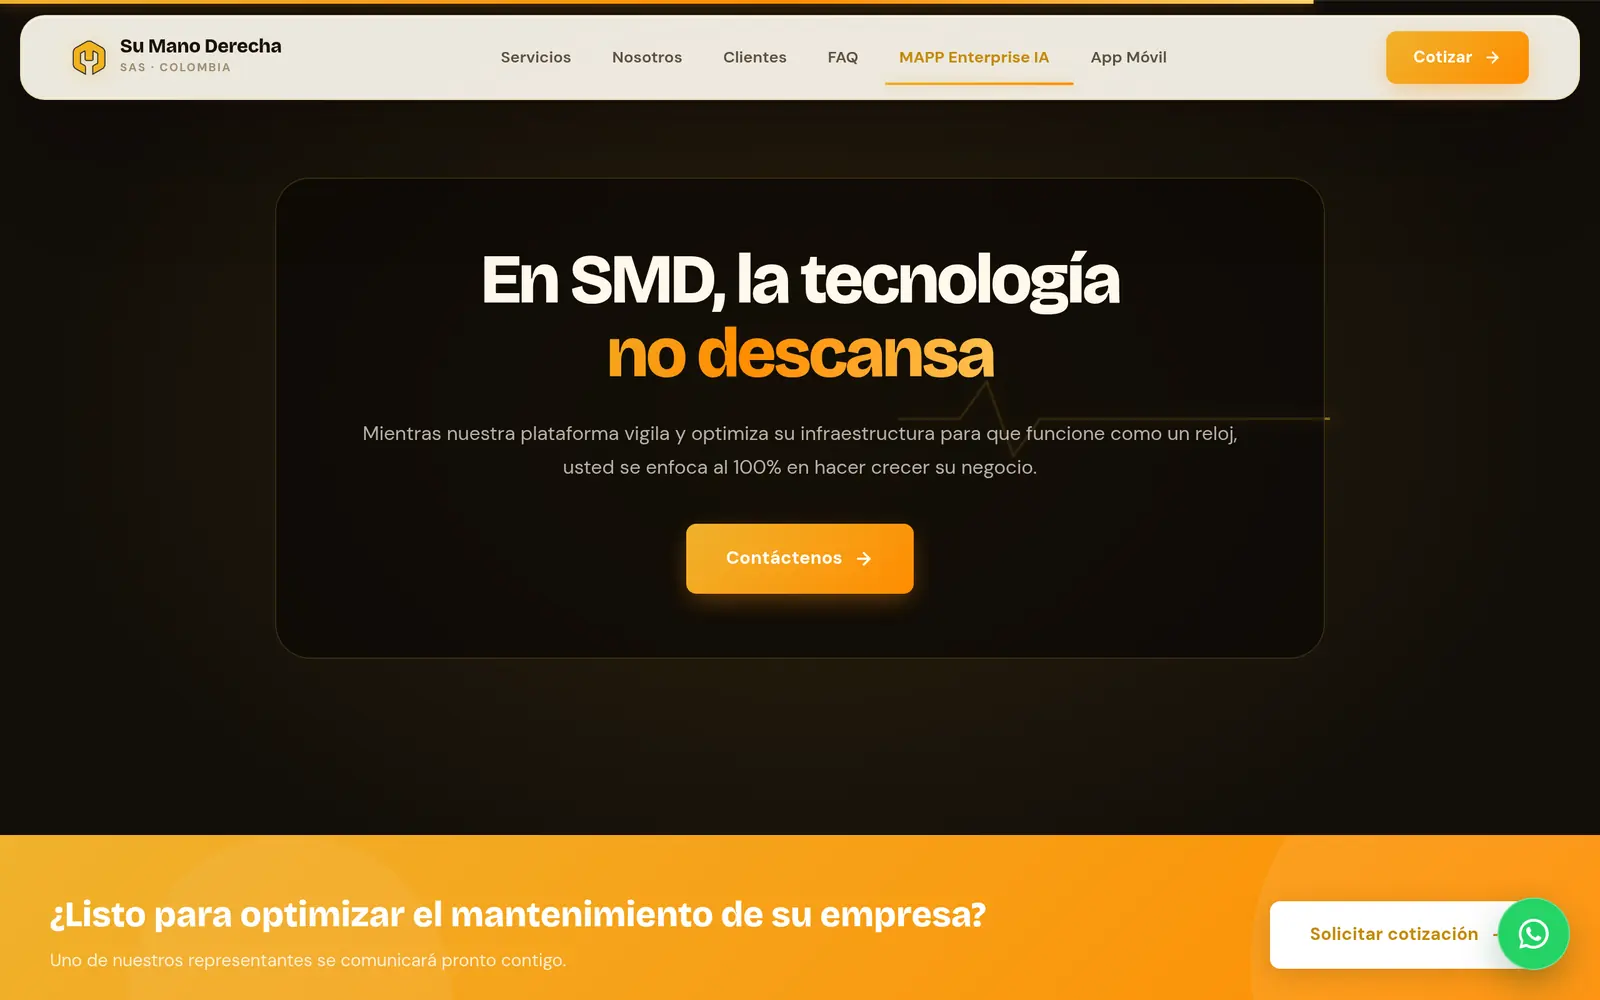 Su Mano Derecha
SAS · COLOMBIA
Servicios
Nosotros
Clientes
FAQ
MAPP Enterprise IA
App Móvil
Cotizar →
En SMD, la tecnología
no descansa
Mientras nuestra plataforma vigila y optimiza su infraestructura para que funcione como un reloj,
usted se enfoca al 100% en hacer crecer su negocio.
Contáctenos →
¿Listo para optimizar el mantenimiento de su empresa?
Uno de nuestros representantes se comunicará pronto contigo.
Solicitar cotización